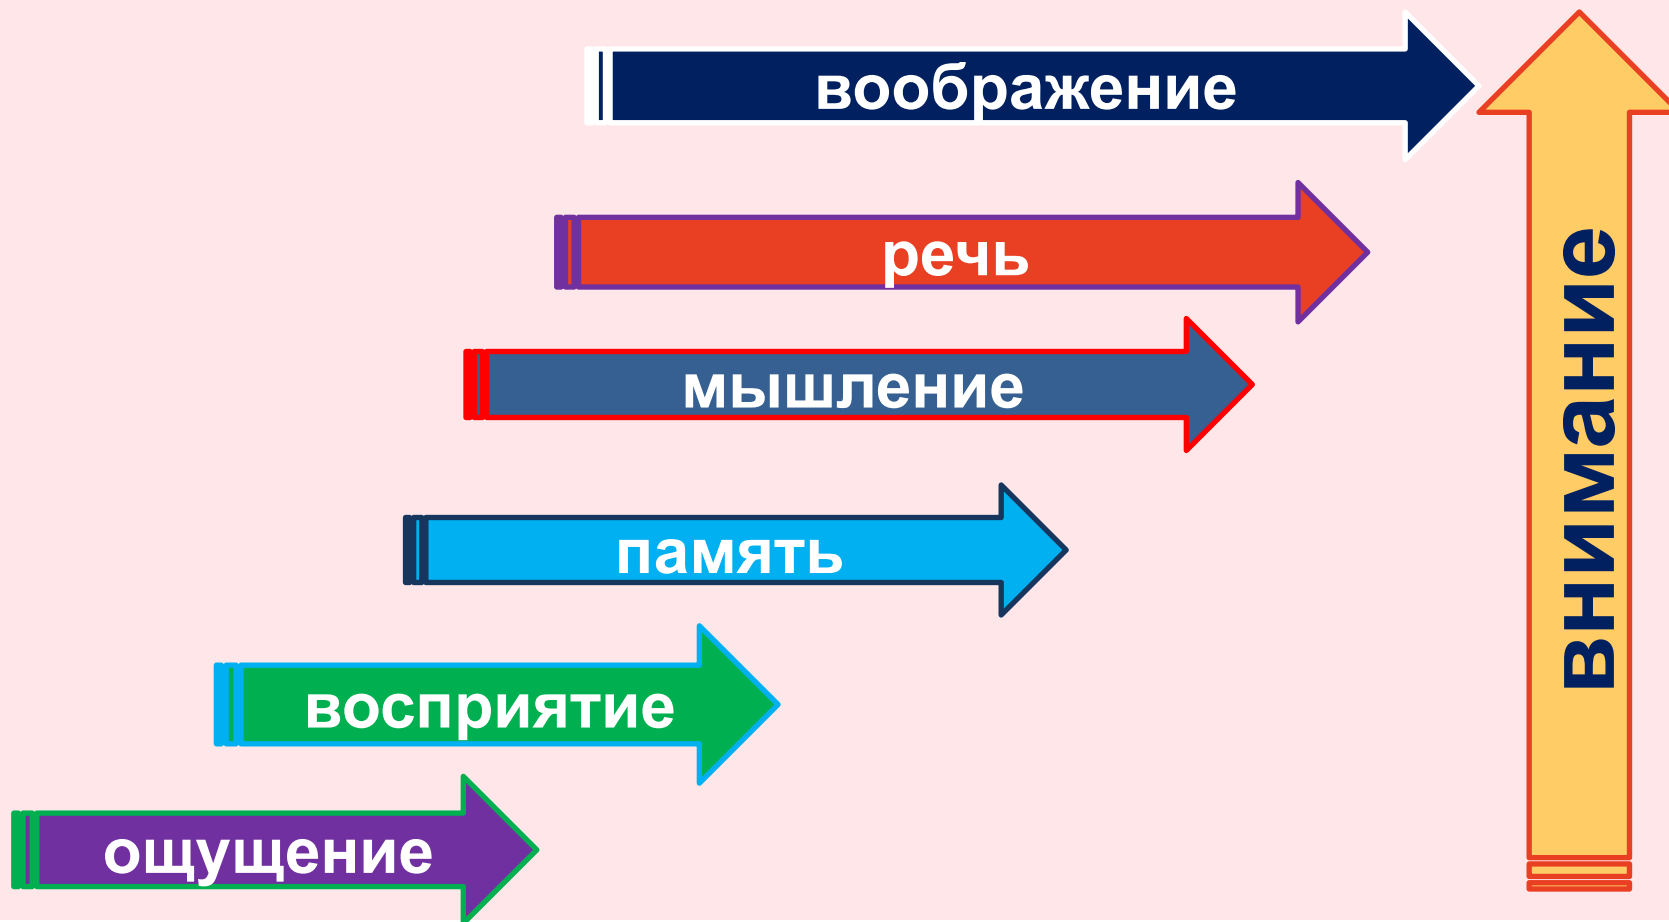 воображение
речь
мышление
память
восприятие
ощущение
внимание